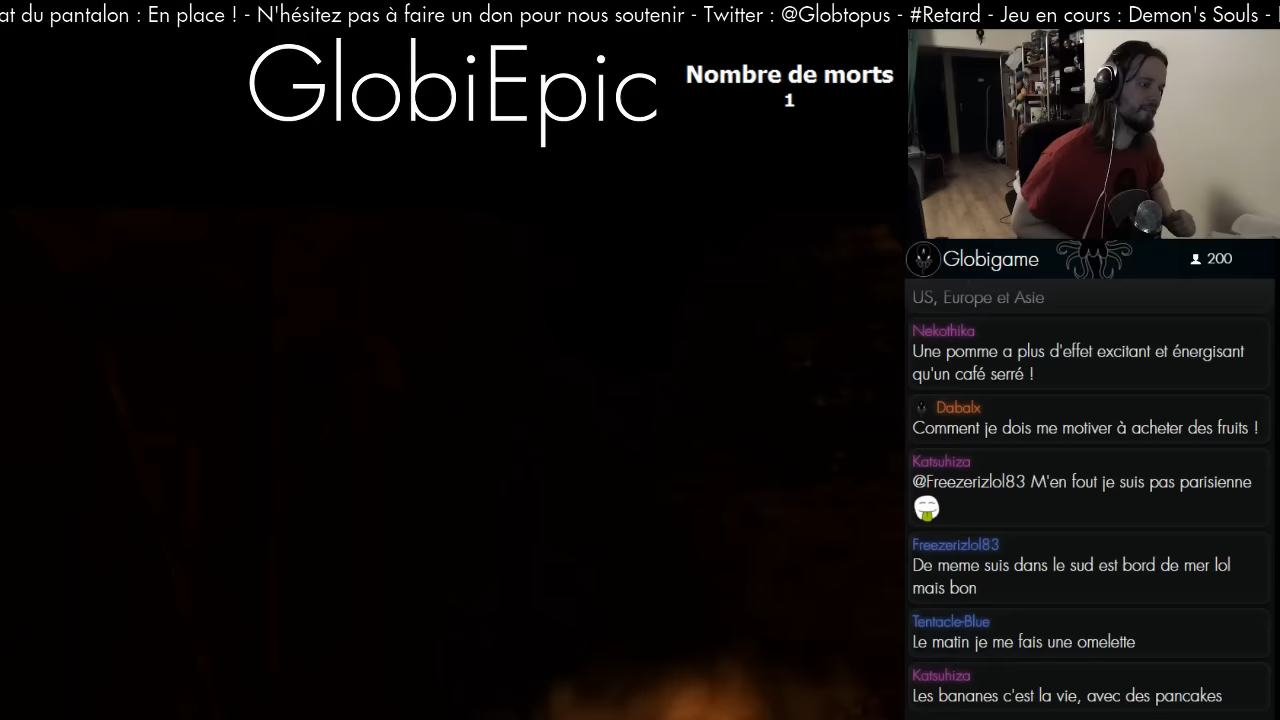 at du pantalon : En place ! - N'hésitez pas à faire un don pour nous soutenir - Twitter : @Globtopus - #Retard - Jeu en cours : Demon's Souls -
GlobiEpic
Nombre de morts
1
Globigame
200
US, Europe et Asie
Nekothika
Une pomme a plus d'effet excitant et énergisant
qu'un café serré !
Dabalx
Comment je dois me motiver à acheter des fruits !
Katsuhiza
@Freezerizlol83 M'en fout je suis pas parisienne
Freezerizlol83
De meme suis dans le sud est bord de mer lol
mais bon
Tentacle-Blue
Le matin je me fais une omelette
Katsuhiza
Les bananes c'est la vie, avec des pancakes